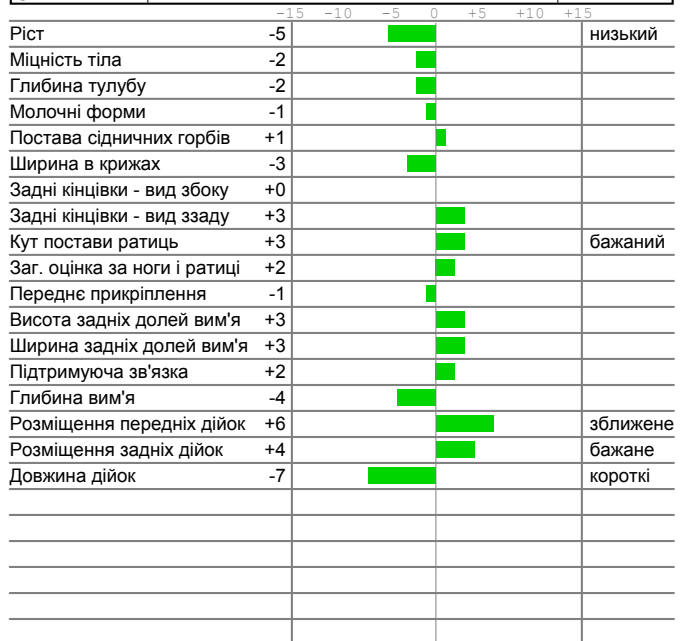 -15 -10 -5 0 +5 +10 +15
Ріст -5 низький
Міцність тіла -2
Глибина тулубу -2
Молочні форми -1
Постава сідничних горбів +1
Ширина в крижах -3
Задні кінцівки - вид збоку +0
Задні кінцівки - вид ззаду +3
Кут постави ратиць +3 бажаний
Заг. оцінка за ноги і ратиці +2
Переднє прикріплення -1
Висота задніх долей вим'я +3
Ширина задніх долей вим'я +3
Підтримуюча зв'язка +2
Глибина вим'я -4
Розміщення передніх дійок +6 зближене
Розміщення задніх дійок +4 бажане
Довжина дійок -7 короткі